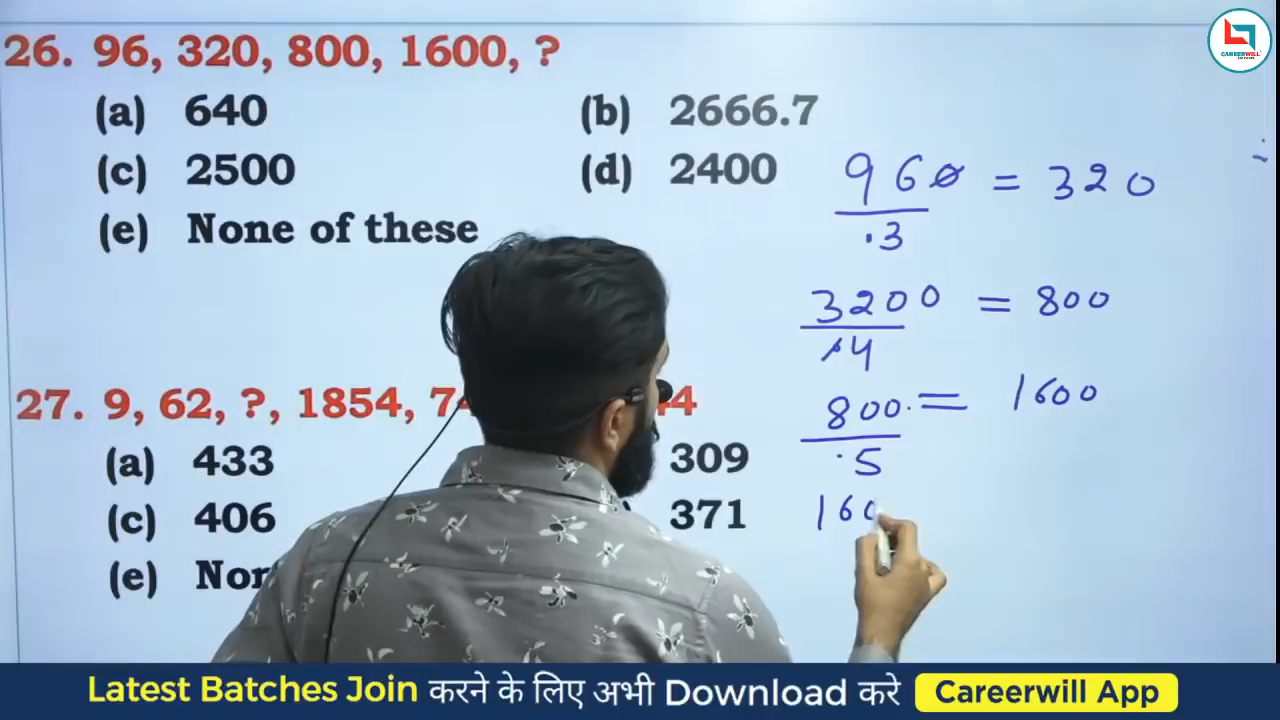 26. 96, 320, 800, 1600, ?
(a) 640
(b) 2666.7
(c) 2500
(d) 2400
(e) None of these
960 = 320
.3
3200 = 800
.4
800. = 1600
.5
160
27. 9, 62, ?, 1854,
(a) 433
309
(c) 406
371
(e)
CAREERWILL
Latest Batches Join करने के लिए अभी Download करे Careerwill App